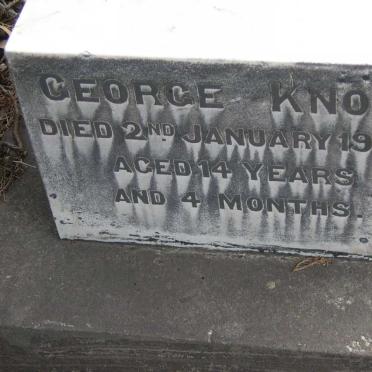 GEORGE KNO
DIED 2ND JANUARY 19
AGED 14 YEARS
AND 4 MONTHS.